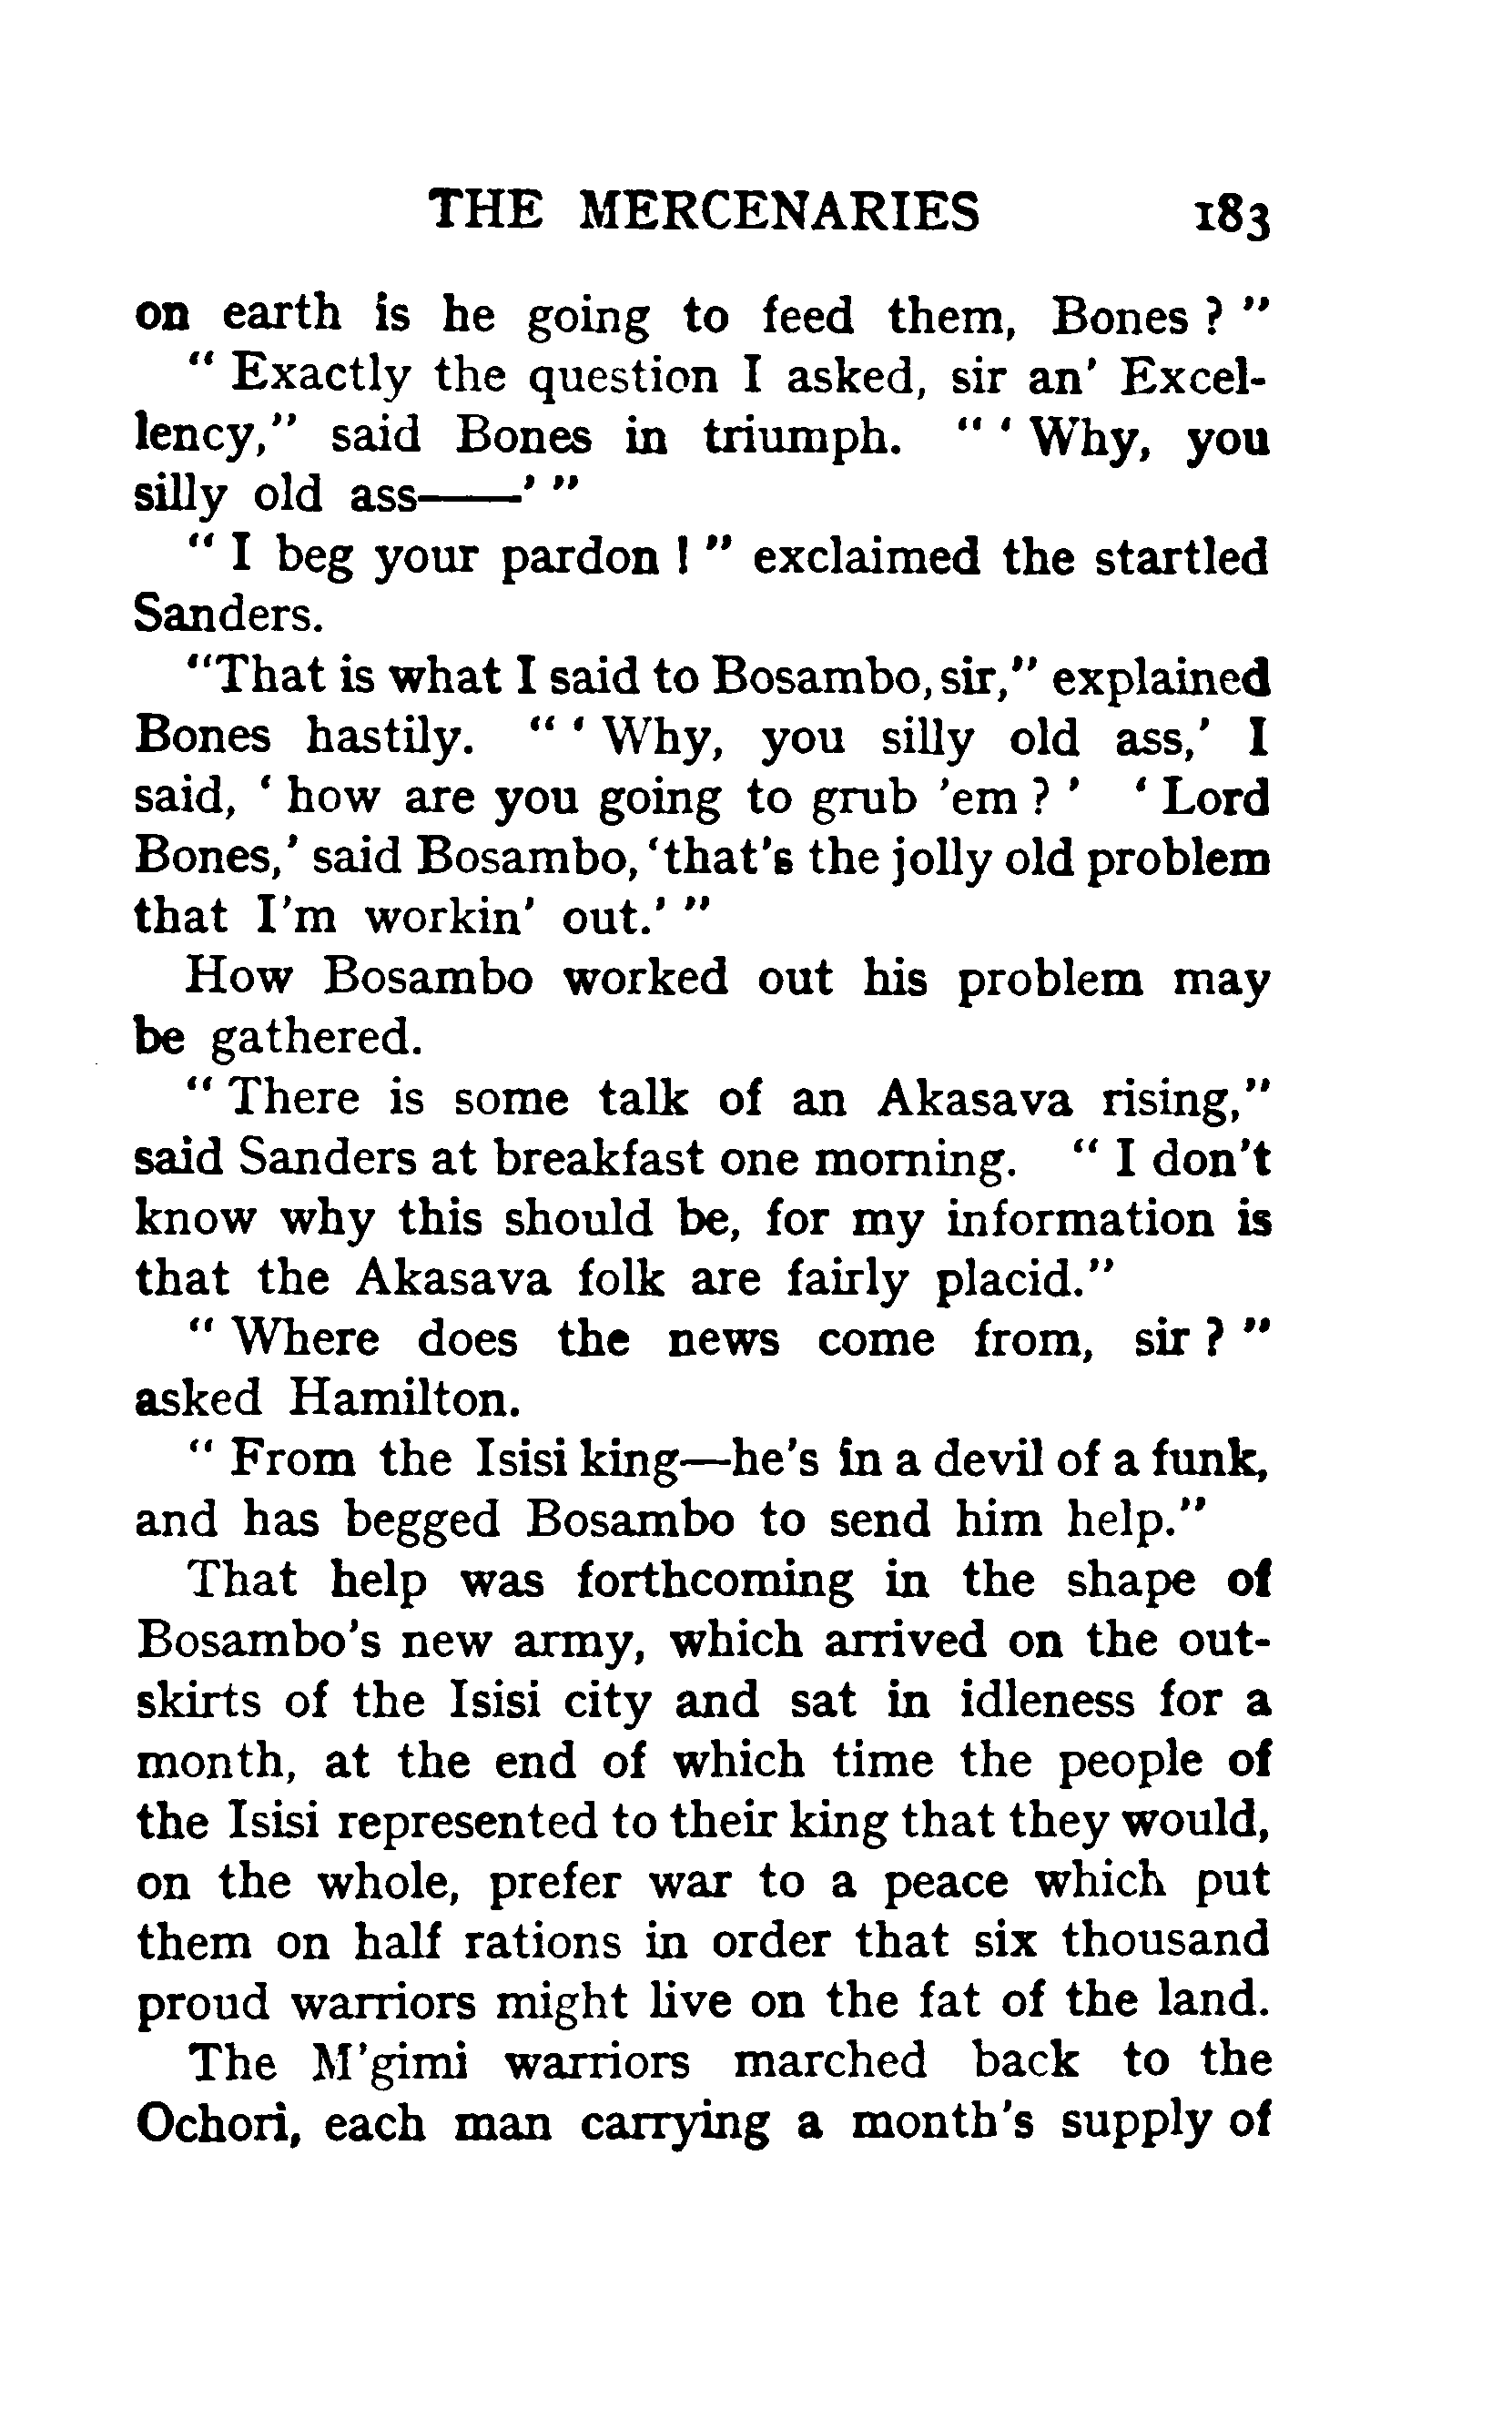 THE MERCENARIES 183
on earth is he going to feed them, Bones ? "
" Exactly the question I asked, sir an' Excel-
lency," said Bones in triumph. " ' Why, you
silly old ass——' "
" I beg your pardon ! " exclaimed the startled
Sanders.
"That is what I said to Bosambo, sir," explained
Bones hastily. " ' Why, you silly old ass,' I
said, ' how are you going to grub 'em ? ' ' Lord
Bones,' said Bosambo, 'that's the jolly old problem
that I'm workin' out.' "
How Bosambo worked out his problem may
be gathered.
" There is some talk of an Akasava rising,"
said Sanders at breakfast one morning. " I don't
know why this should be, for my information is
that the Akasava folk are fairly placid."
" Where does the news come from, sir ? "
asked Hamilton.
" From the Isisi king—he's in a devil of a funk,
and has begged Bosambo to send him help."
That help was forthcoming in the shape of
Bosambo's new army, which arrived on the out-
skirts of the Isisi city and sat in idleness for a
month, at the end of which time the people of
the Isisi represented to their king that they would,
on the whole, prefer war to a peace which put
them on half rations in order that six thousand
proud warriors might live on the fat of the land.
The M'gimi warriors marched back to the
Ochori, each man carrying a month's supply of